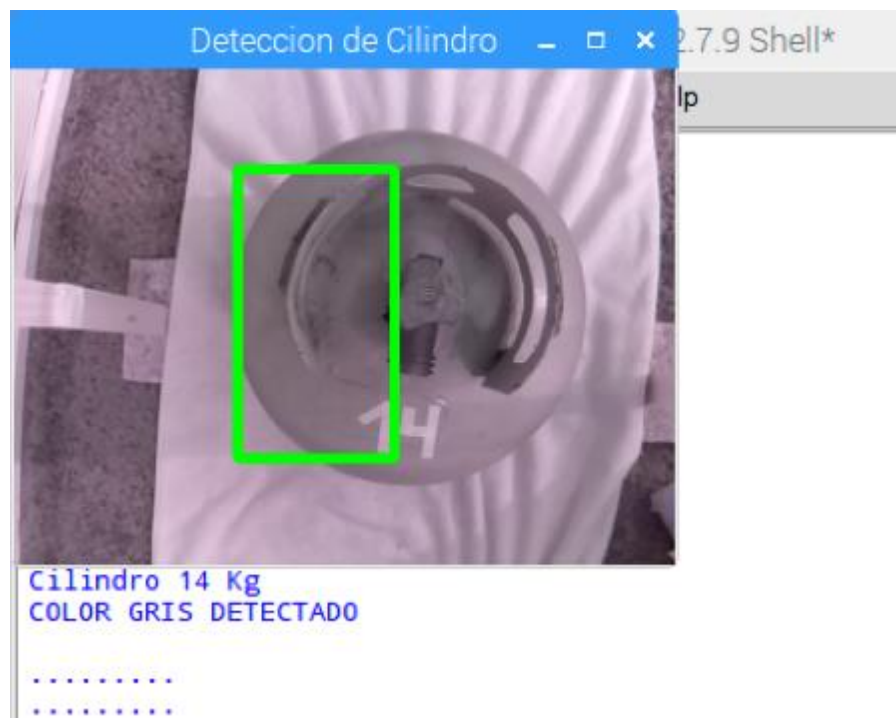 Deteccion de Cilindro
2.7.9 Shell*
lp
14
Cilindro 14 Kg
COLOR GRIS DETECTADO
.........
.........